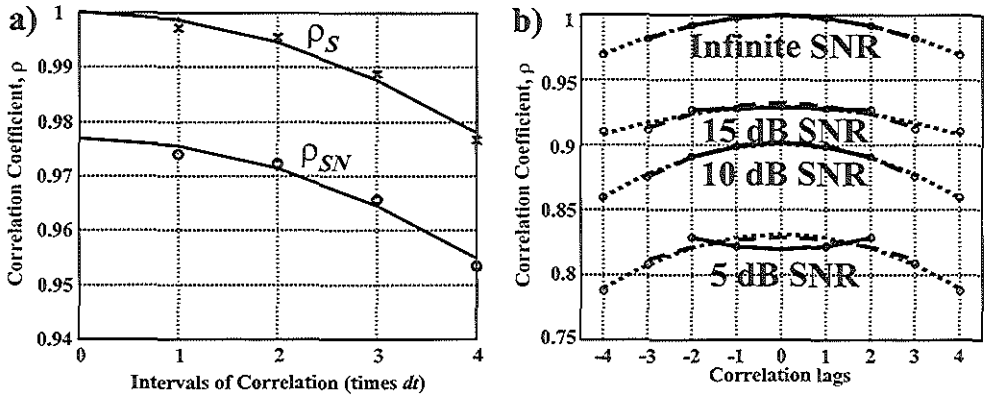 a)
1
0.99
0.98
0.97
0.96
0.95
0.94
Correlation Coefficient, ρ
ρS
ρSN
0 1 2 3 4
Intervals of Correlation (times dt)
b)
1
0.95
0.9
0.85
0.8
0.75
Correlation Coefficient, ρ
Infinite SNR
15 dB SNR
10 dB SNR
5 dB SNR
-4 -3 -2 -1 0 1 2 3 4
Correlation lags